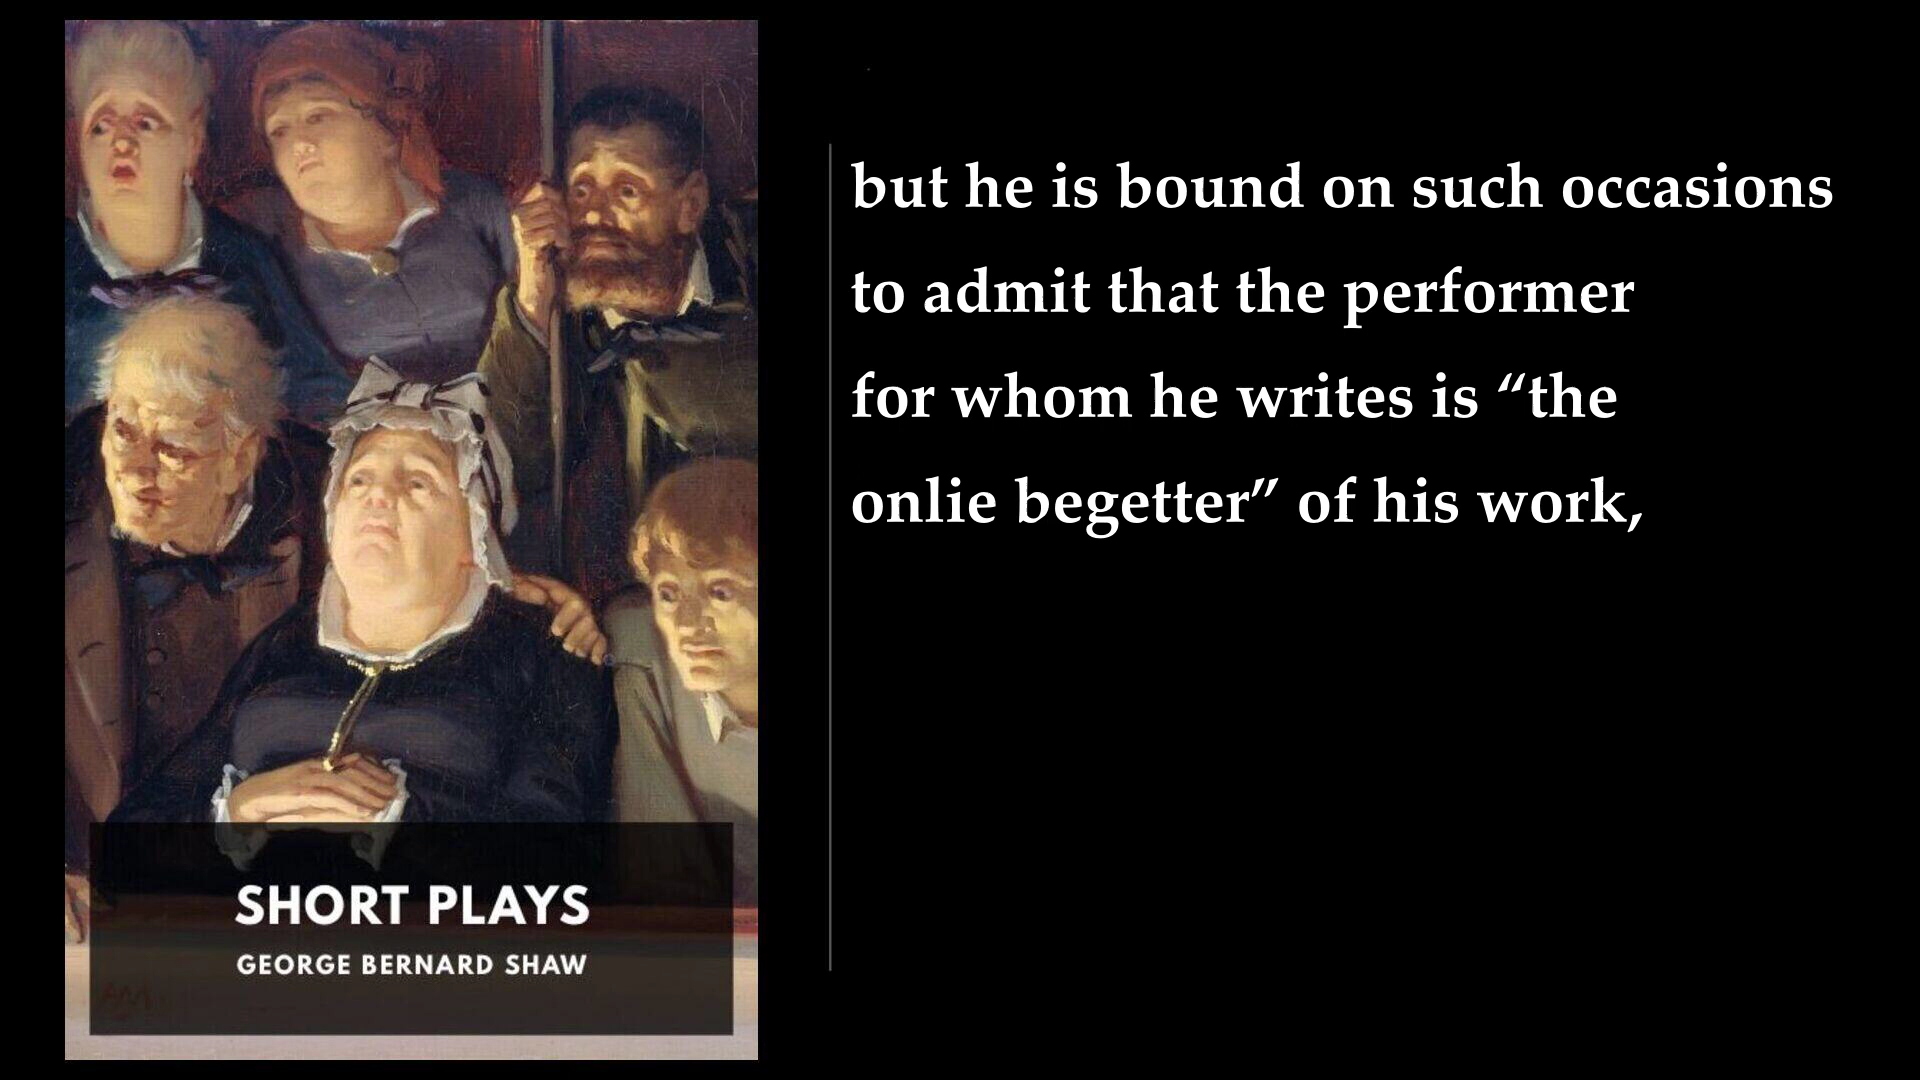 but he is bound on such occasions
to admit that the performer
for whom he writes is “the
onlie begetter” of his work,
SHORT PLAYS
GEORGE BERNARD SHAW